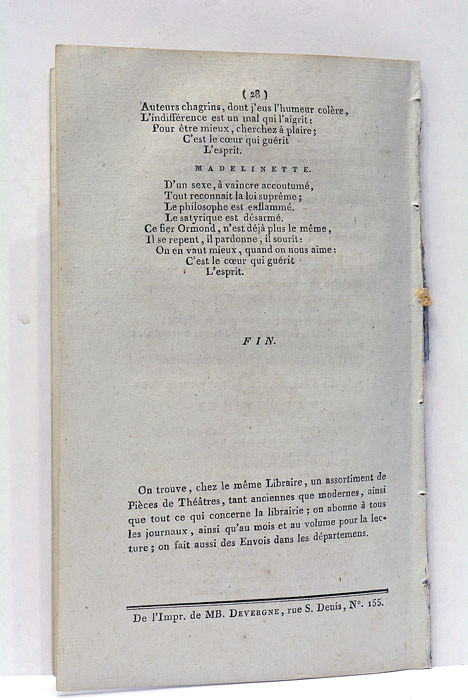 ( 28 )
Auteurs chagrins, dont j'eus l'humeur colère,
L'indifférence est un mal qui l'aigrit:
Pour être mieux, cherchez à plaire;
C'est le cœur qui guérit
L'esprit.
MADELINETTE.
D'un sexe, à vaincre accoutumé,
Tout reconnait la loi suprême;
Le philosophe est enflammé.
Le satyrique est désarmé.
Ce fier Ormond, n'est déjà plus le même,
Il se repent, il pardonne, il sourit:
On en vaut mieux, quand on nous aime:
C'est le cœur qui guérit
L'esprit.
FIN.
On trouve, chez le même Libraire, un assortiment de
Pièces de Théâtres, tant anciennes que modernes, ainsi
que tout ce qui concerne la librairie; on abonne à tous
les journaux, ainsi qu'au mois et au volume pour la lec-
ture; on fait aussi des Envois dans les départemens.
De l'Impr. de MB. DEVERGNE, rue S. Denis, N°. 155.